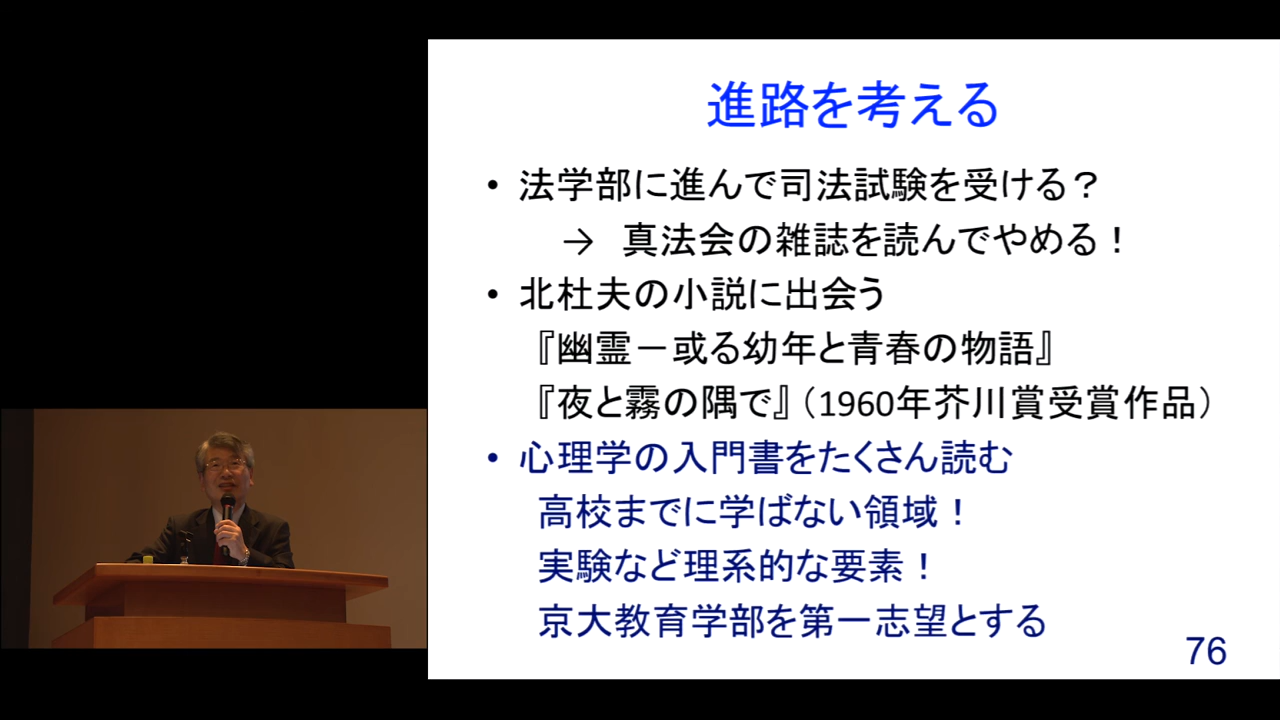 進路を考える
• 法学部に進んで司法試験を受ける？
→ 真法会の雑誌を読んでやめる！
• 北杜夫の小説に出会う
『幽霊－或る幼年と青春の物語』
『夜と霧の隅で』（1960年芥川賞受賞作品）
• 心理学の入門書をたくさん読む
高校までに学ばない領域！
実験など理系的な要素！
京大教育学部を第一志望とする
76